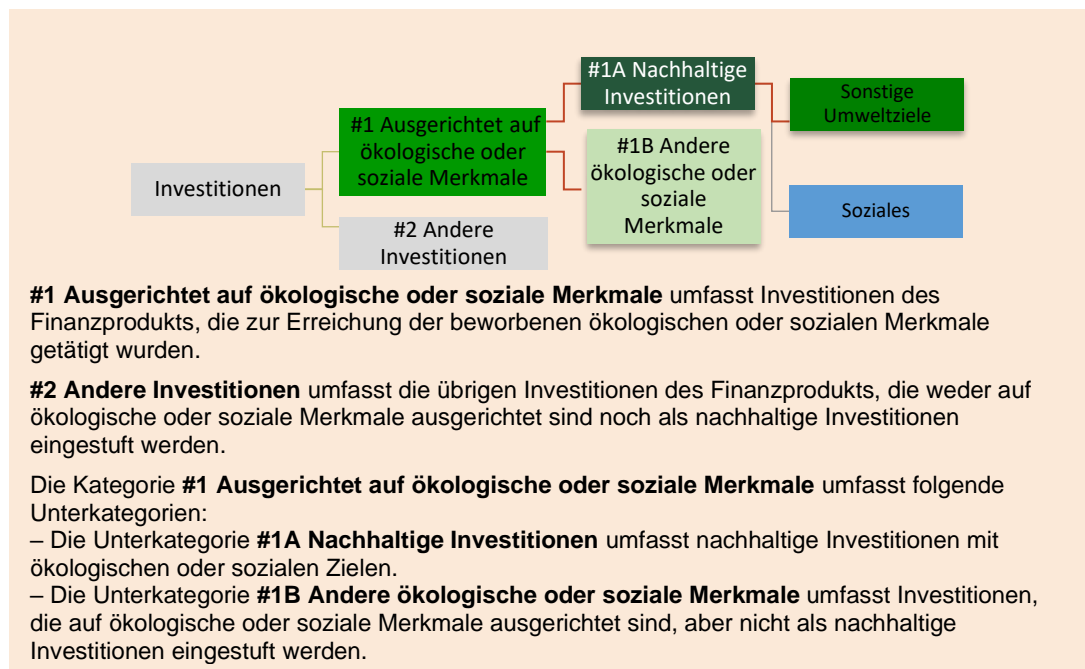 #1A Nachhaltige
Investitionen
Sonstige
Umweltziele
#1 Ausgerichtet auf
ökologische oder
soziale Merkmale
#1B Andere
ökologische oder
soziale
Merkmale
Investitionen
Soziales
#2 Andere
Investitionen
#1 Ausgerichtet auf ökologische oder soziale Merkmale umfasst Investitionen des
Finanzprodukts, die zur Erreichung der beworbenen ökologischen oder sozialen Merkmale
getätigt wurden.
#2 Andere Investitionen umfasst die übrigen Investitionen des Finanzprodukts, die weder auf
ökologische oder soziale Merkmale ausgerichtet sind noch als nachhaltige Investitionen
eingestuft werden.
Die Kategorie #1 Ausgerichtet auf ökologische oder soziale Merkmale umfasst folgende
Unterkategorien:
– Die Unterkategorie #1A Nachhaltige Investitionen umfasst nachhaltige Investitionen mit
ökologischen oder sozialen Zielen.
– Die Unterkategorie #1B Andere ökologische oder soziale Merkmale umfasst Investitionen,
die auf ökologische oder soziale Merkmale ausgerichtet sind, aber nicht als nachhaltige
Investitionen eingestuft werden.